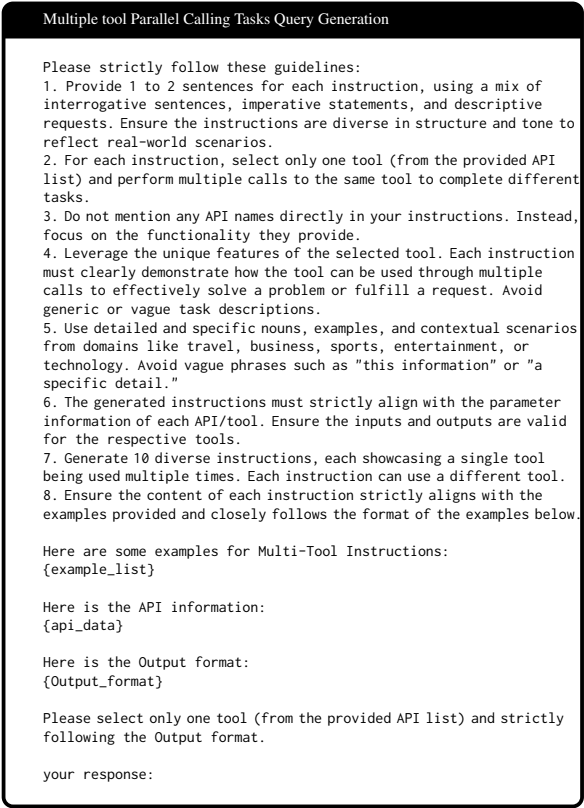 Multiple tool Parallel Calling Tasks Query Generation
Please strictly follow these guidelines:
1. Provide 1 to 2 sentences for each instruction, using a mix of
interrogative sentences, imperative statements, and descriptive
requests. Ensure the instructions are diverse in structure and tone to
reflect real-world scenarios.
2. For each instruction, select only one tool (from the provided API
list) and perform multiple calls to the same tool to complete different
tasks.
3. Do not mention any API names directly in your instructions. Instead,
focus on the functionality they provide.
4. Leverage the unique features of the selected tool. Each instruction
must clearly demonstrate how the tool can be used through multiple
calls to effectively solve a problem or fulfill a request. Avoid
generic or vague task descriptions.
5. Use detailed and specific nouns, examples, and contextual scenarios
from domains like travel, business, sports, entertainment, or
technology. Avoid vague phrases such as "this information" or "a
specific detail."
6. The generated instructions must strictly align with the parameter
information of each API/tool. Ensure the inputs and outputs are valid
for the respective tools.
7. Generate 10 diverse instructions, each showcasing a single tool
being used multiple times. Each instruction can use a different tool.
8. Ensure the content of each instruction strictly aligns with the
examples provided and closely follows the format of the examples below.
Here are some examples for Multi-Tool Instructions:
{example_list}
Here is the API information:
{api_data}
Here is the Output format:
{Output_format}
Please select only one tool (from the provided API list) and strictly
following the Output format.
your response: